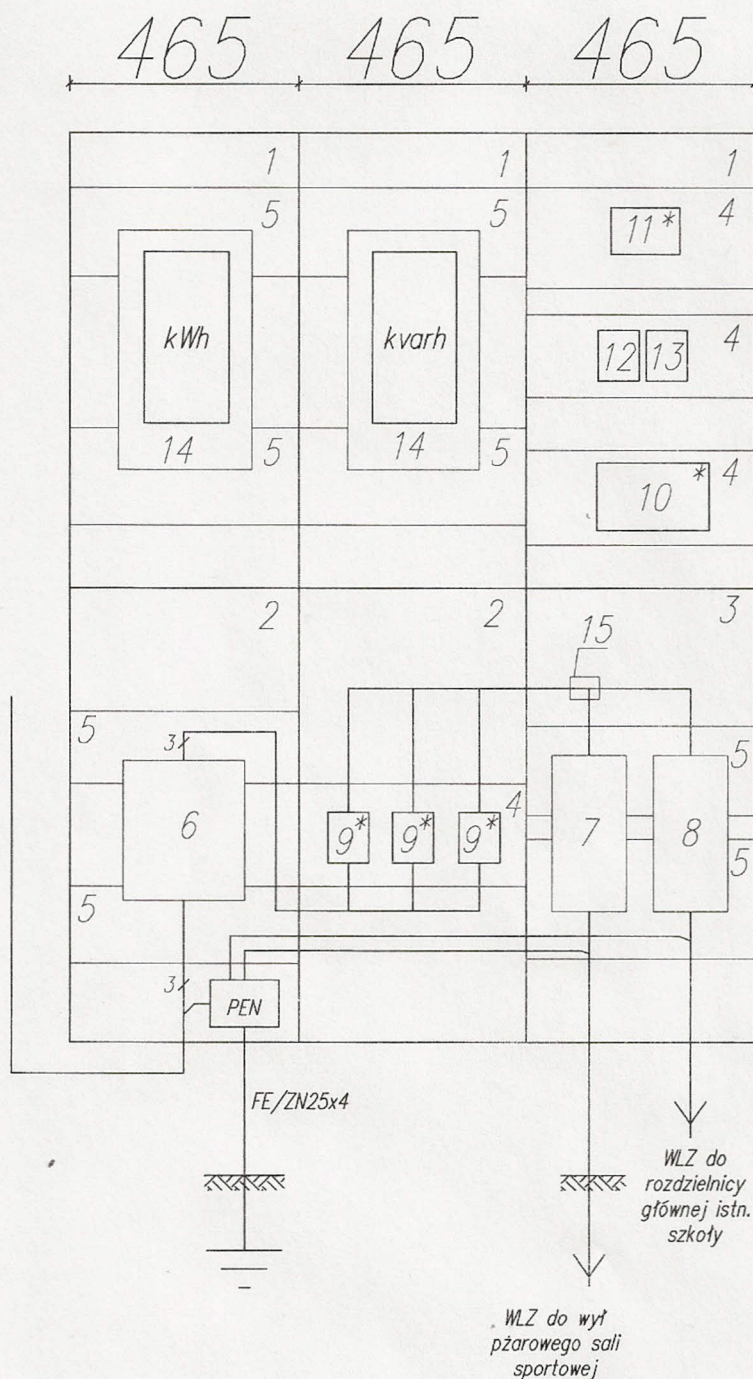 465 465 465
1 1 1
5 5 4
11*
kWh kvarh
12 13 4
14 5 14 5
10* 4
2 2 3
15
5 3 5
6 9* 9* 9* 4 7 8
5 5
3 PEN
FE/ZN25x4
WLZ do
rozdzielnicy
głównej istn.
szkoły
WLZ do wył
pżarowego sali
sportowej